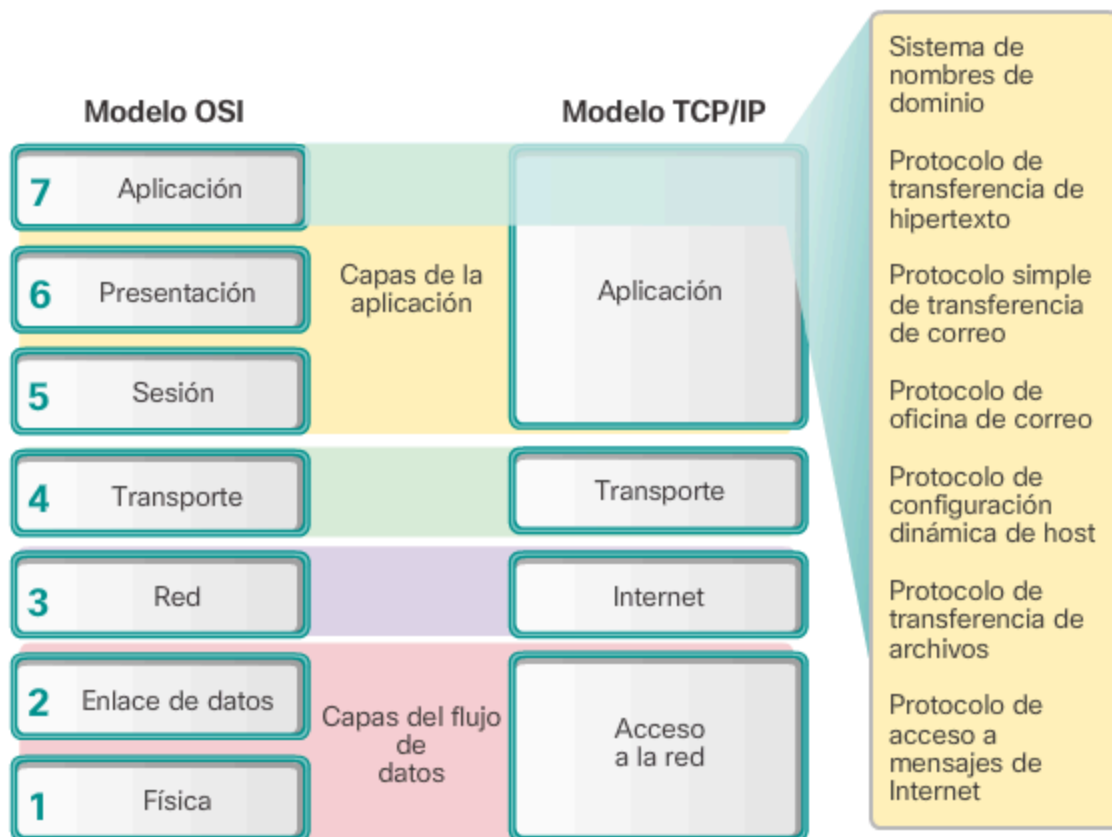 Modelo OSI
Modelo TCP/IP
7 Aplicación
6 Presentación
5 Sesión
4 Transporte
3 Red
2 Enlace de datos
1 Física
Capas de la
aplicación
Capas del flujo
de
datos
Aplicación
Transporte
Internet
Acceso
a la red
Sistema de
nombres de
dominio
Protocolo de
transferencia de
hipertexto
Protocolo simple
de transferencia
de correo
Protocolo de
oficina de correo
Protocolo de
configuración
dinámica de host
Protocolo de
transferencia de
archivos
Protocolo de
acceso a
mensajes de
Internet